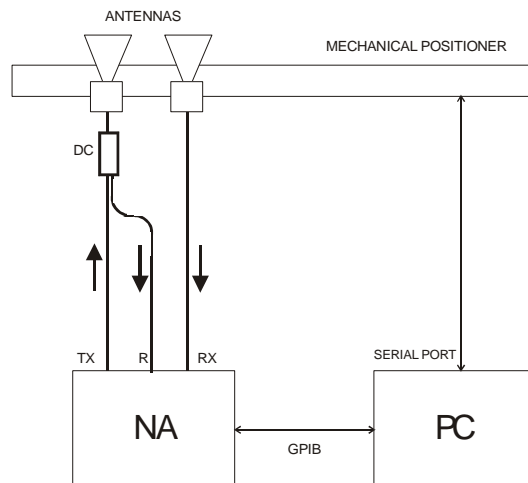 ANTENNAS
MECHANICAL POSITIONER
DC
TX
R
RX
SERIAL PORT
NA
GPIB
PC